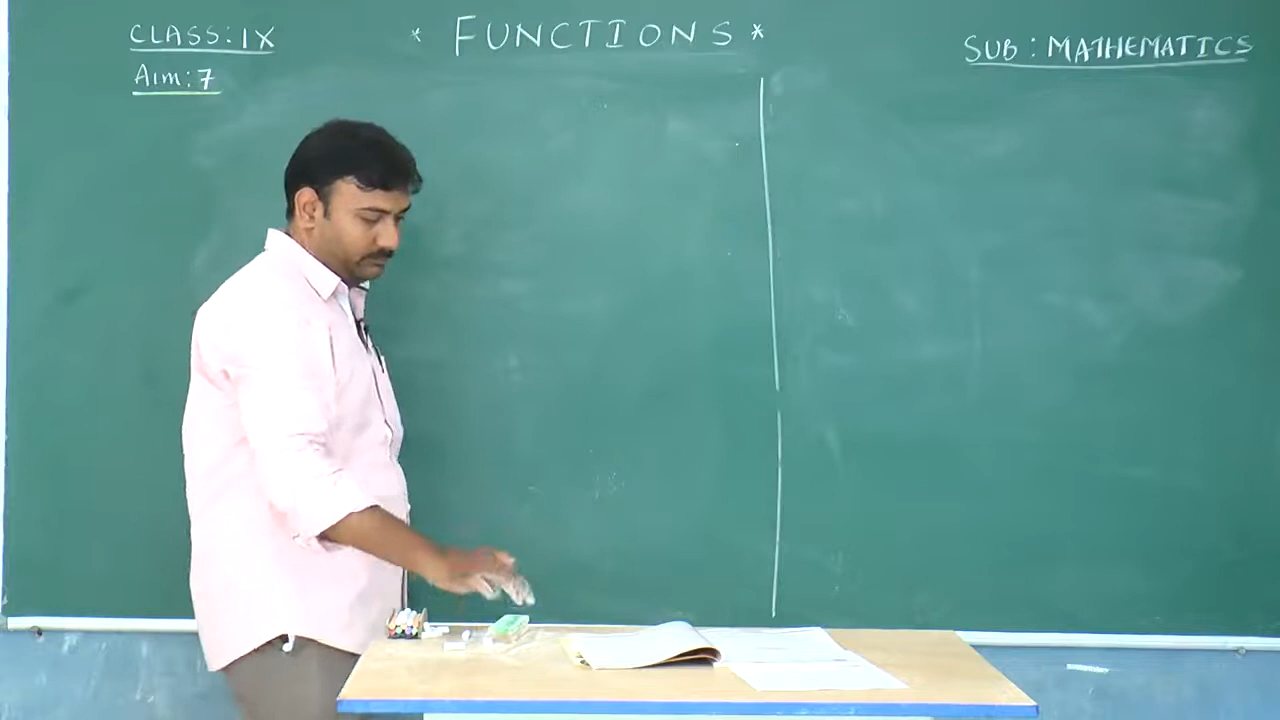 CLASS: IX
* FUNCTIONS *
SUB: MATHEMATICS
Aim: 7